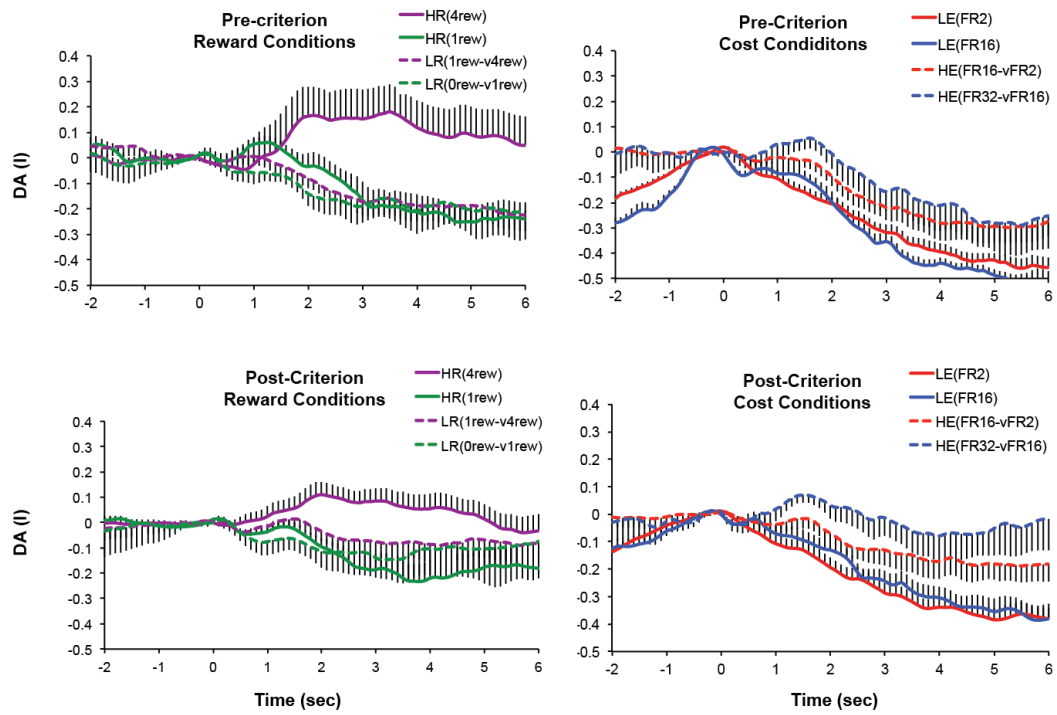 Pre-criterion
Reward Conditions
HR(4rew)
HR(1rew)
LR(1rew-v4rew)
LR(0rew-v1rew)
DA (I)
0.4
0.3
0.2
0.1
0
-0.1
-0.2
-0.3
0.4
-0.5
-2
-1
0
1
2
3
4
5
6
Pre-Criterion
Cost Condiditons
LE(FR2)
LE(FR16)
HE(FR16-vFR2)
HE(FR32-vFR16)
0.4
0.3
0.2
0.1
0
-0.1
-0.2
-0.3
0.4
-0.5
-2
-1
0
1
2
3
4
5
6
Post-Criterion
Reward Conditions
HR(4rew)
HR(1rew)
LR(1rew-v4rew)
LR(0rew-v1rew)
DA (I)
0.4
0.3
0.2
0.1
0
-0.1
-0.2
-0.3
0.4
-0.5
-2
-1
0
1
2
3
4
5
6
Time (sec)
Post-Criterion
Cost Conditions
LE(FR2)
LE(FR16)
HE(FR16-vFR2)
HE(FR32-vFR16)
0.4
0.3
0.2
0.1
0
-0.1
-0.2
-0.3
0.4
-0.5
-2
-1
0
1
2
3
4
5
6
Time (sec)